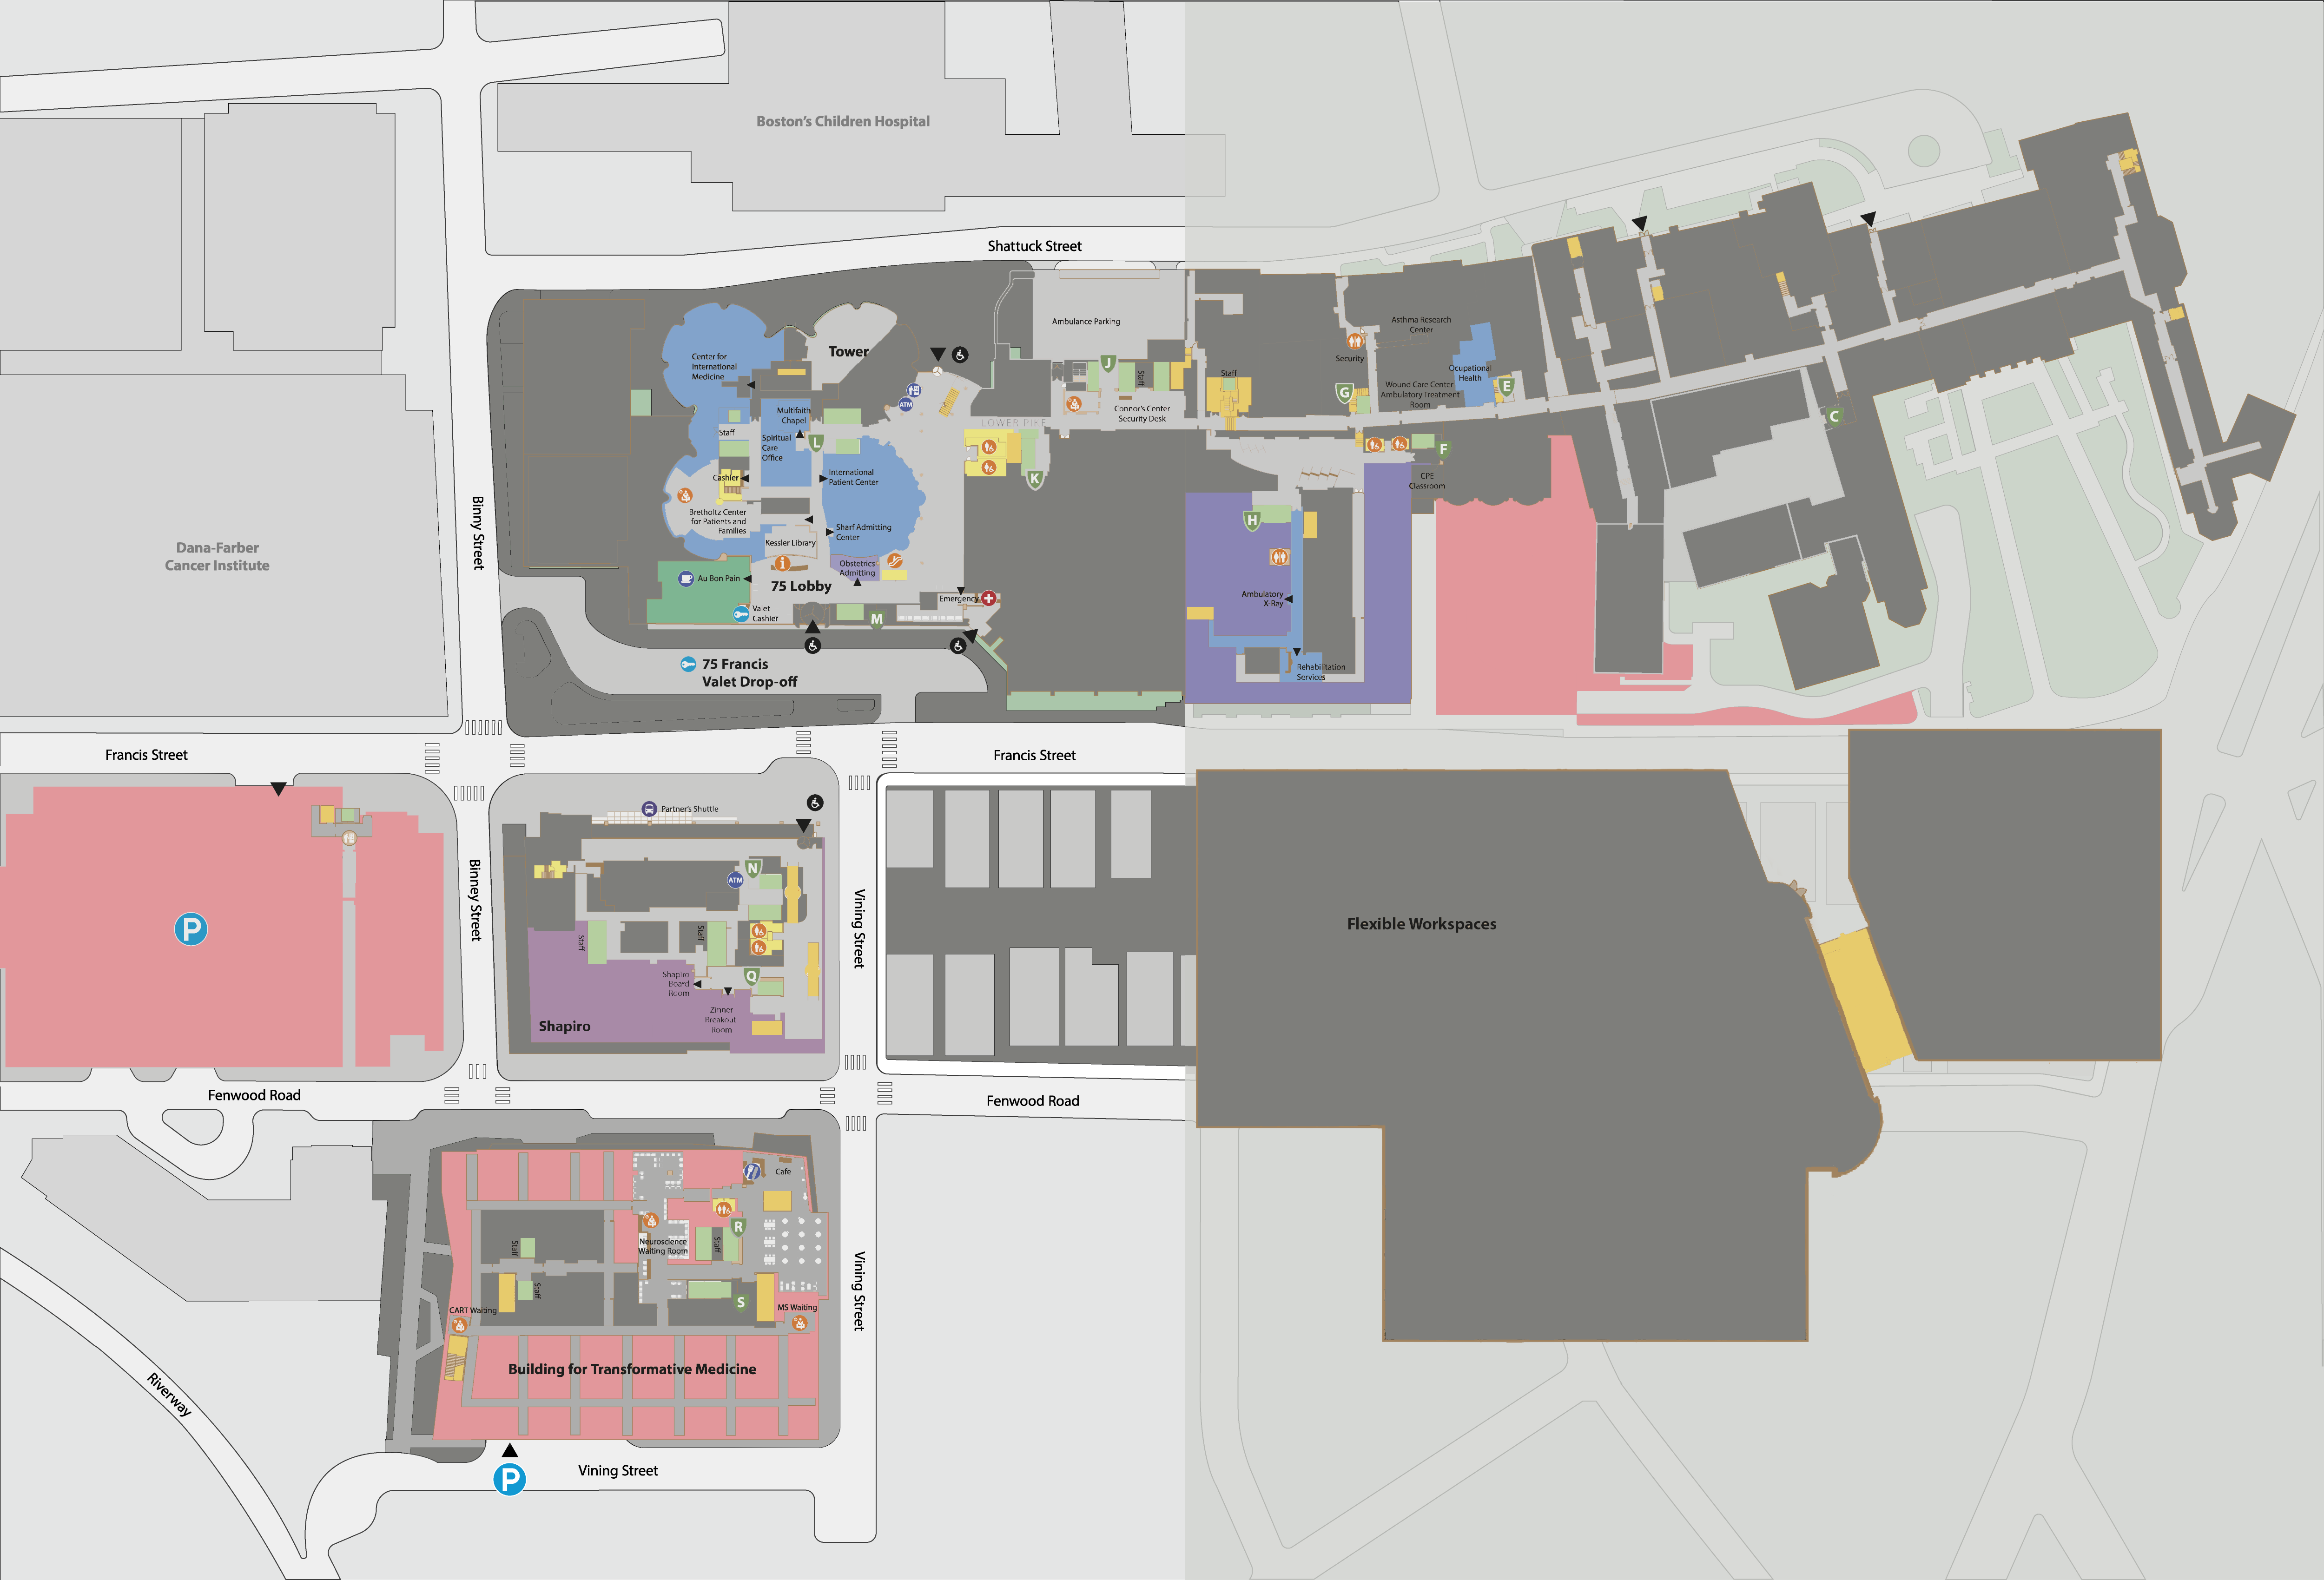 Boston's Children Hospital
Shattuck Street
Ambulance Parking
Tower
Center for
International
Medicine
ATM
Multifaith
Chapel
Staff
Spiritual
Care
Office
L
Cashier
International
Patient Center
Bretholtz Center
for Patients and
Families
Kessler Library
Sharf Admitting
Center
Obstetrics
Admitting
Au Bon Pain
75 Lobby
Valet
Cashier
M
Emergency
75 Francis
Valet Drop-off
LOWER PIKE
K
J
Staff
Connor's Center
Security Desk
Staff
Security
G
Asthma Research
Center
Ocupational
Health
Wound Care Center
Ambulatory Treatment
Room
E
C
F
CPE
Classroom
H
Ambulatory
X-Ray
Rehabilitation
Services
Binny Street
Dana-Farber
Cancer Institute
Francis Street
Francis Street
P
Binney Street
Partner's Shuttle
N
ATM
Staff
Staff
Q
Shapiro
Board
Room
Zinner
Breakout
Room
Shapiro
Vining Street
Flexible Workspaces
Fenwood Road
Fenwood Road
Cafe
R
Neuroscience
Waiting Room
Staff
Staff
Staff
S
CART Waiting
MS Waiting
Building for Transformative Medicine
Vining Street
Riverway
P
Vining Street